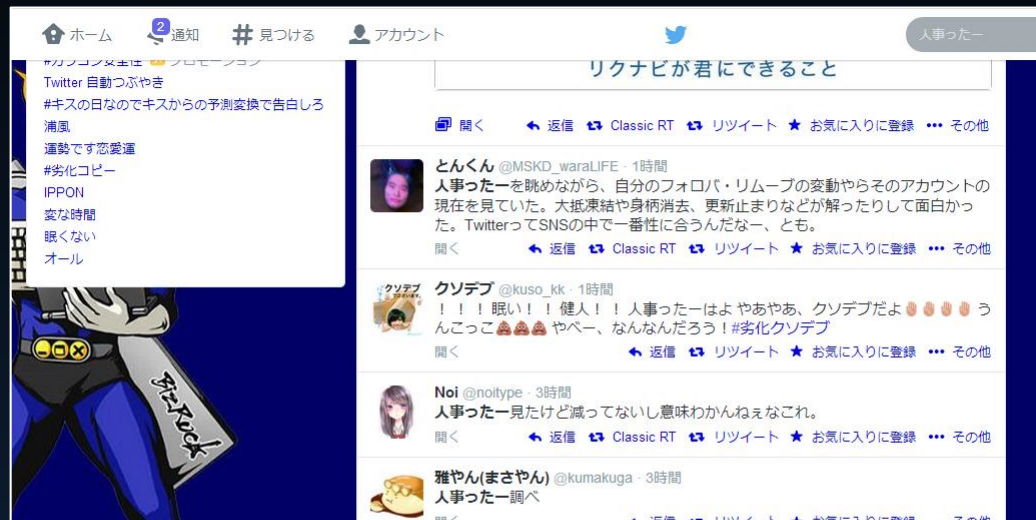 ホーム
2
通知
見つける
アカウント
人事ったー
プロモーション
Twitter 自動つぶやき
#キスの日なのでキスからの予測変換で告白しろ
浦風
運勢です恋愛運
#劣化コピー
IPPON
変な時間
眠くない
オール
BizRock
リクナビが君にできること
開く 返信 Classic RT リツイート お気に入りに登録 その他
とんくん @MSKD_waraLIFE · 1時間
人事ったーを眺めながら、自分のフォロバ・リムーブの変動やらそのアカウントの
現在を見ていた。大抵凍結や身柄消去、更新止まりなどが解ったりして面白かっ
た。TwitterってSNSの中で一番性に合うんだなー、とも。
開く 返信 Classic RT リツイート お気に入りに登録 その他
クソデブ
クソデブ @kuso_kk · 1時間
！！！眠い！！健人！！人事ったーはよ やあやあ、クソデブだよ✋✋✋✋ う
んこっこ💩💩💩 やべー、なんなんだろう！#劣化クソデブ
開く 返信 リツイート お気に入りに登録 その他
Noi @noitype · 3時間
人事ったー見たけど減ってないし意味わかんねぇなこれ。
開く 返信 Classic RT リツイート お気に入りに登録 その他
雅やん(まさやん) @kumakuga · 3時間
人事ったー調べ